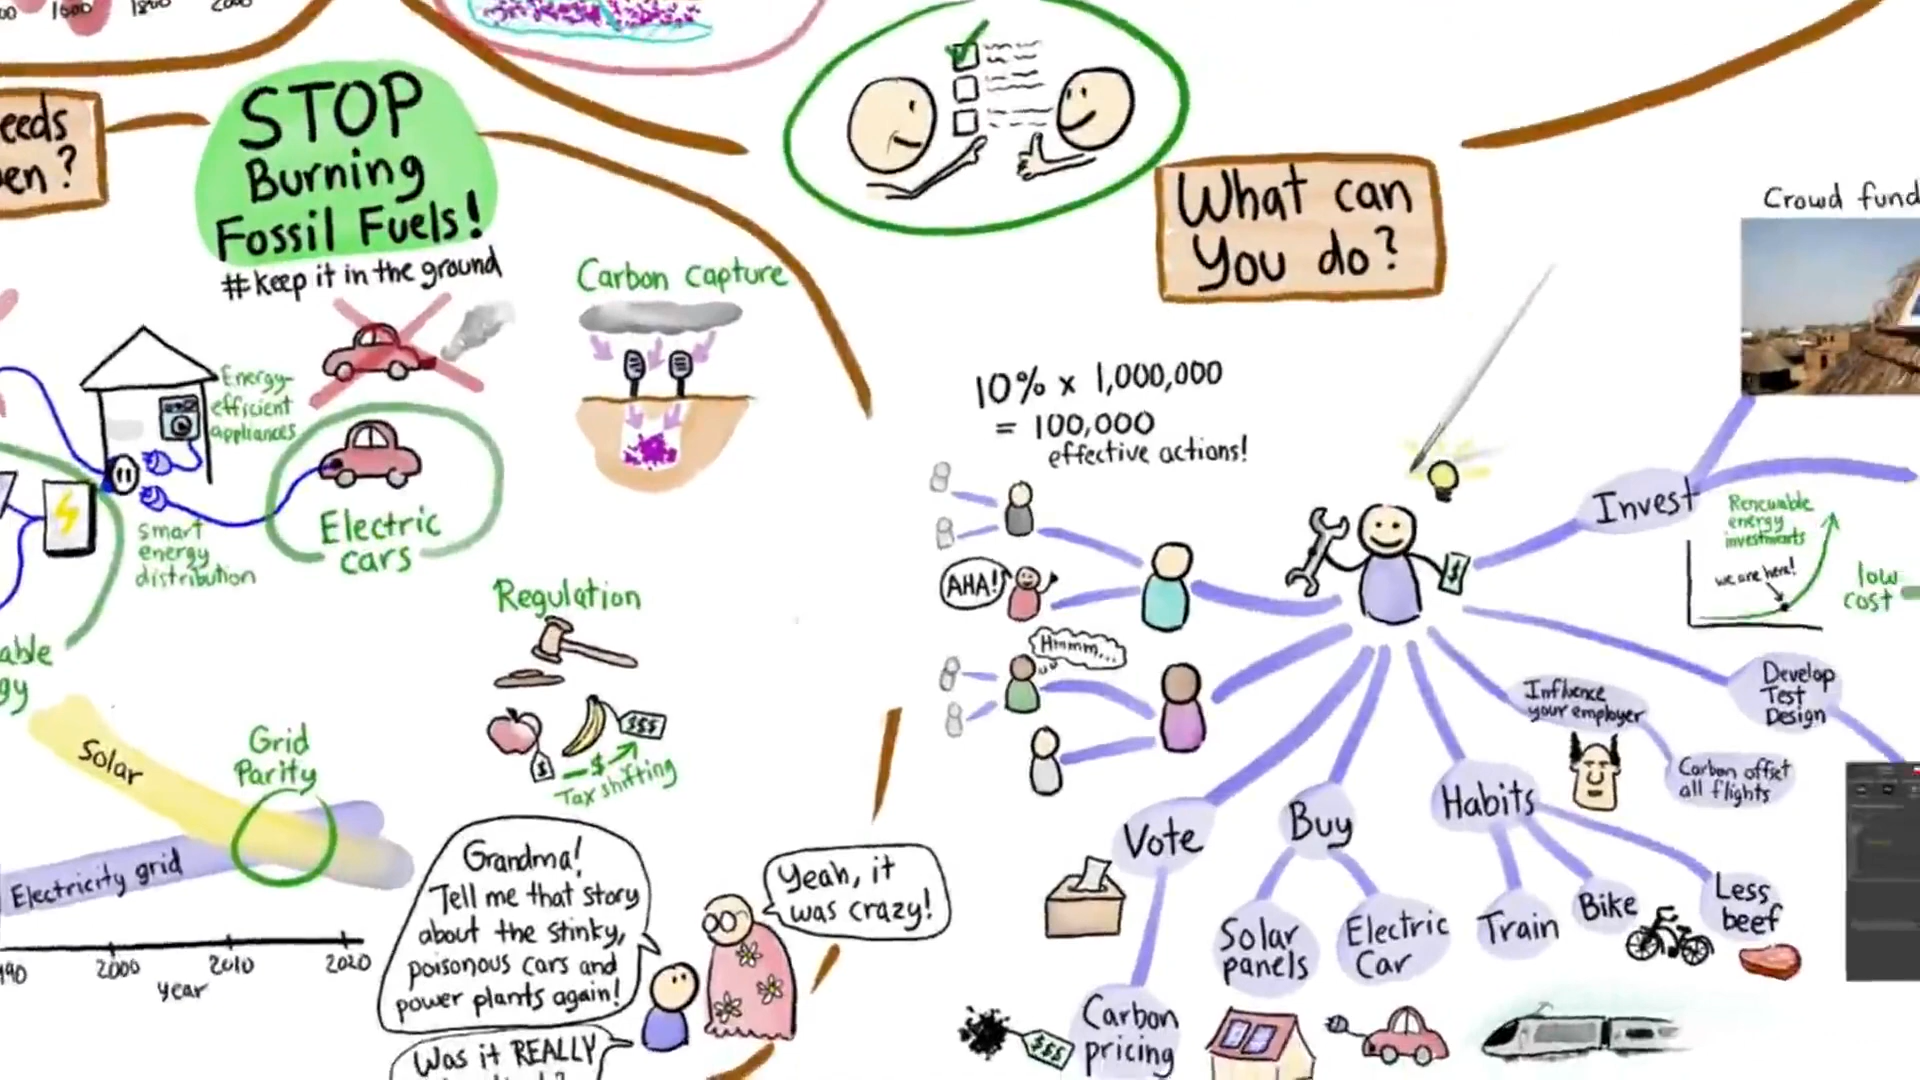 1600
1800
2000
eeds
en?
STOP
Burning
Fossil Fuels!
#keep it in the ground
Energy-
efficient
appliances
smart
energy
distribution
Electric
cars
Carbon capture
Regulation
$
$$$
-$
Tax shifting
able
gy
Solar
Grid
Parity
Electricity grid
990
2000
2010
2020
year
Grandma!
Tell me that story
about the stinky,
poisonous cars and
power plants again!
Yeah, it
was crazy!
Was it REALLY
What can
You do?
10% x 1,000,000
= 100,000
effective actions!
AHA!
Hmmm...
$
Invest
Crowd fund
Renewable
energy
investments
we are here!
low
cost
Develop
Test
Design
Influence
your employer
Carbon offset
all flights
Vote
Carbon
pricing
$$$
Buy
Solar
panels
Electric
Car
Habits
Train
Bike
Less
beef